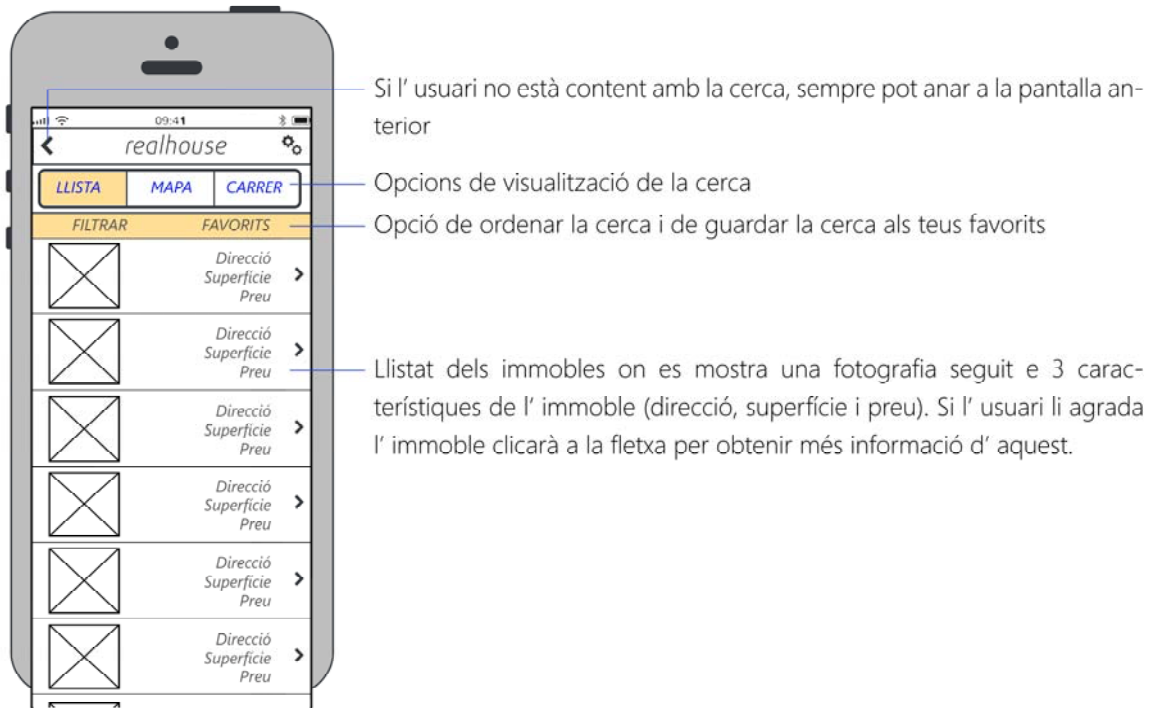 Si l' usuari no està content amb la cerca, sempre pot anar a la pantalla an-
terior
09:41
realhouse
LLISTA MAPA CARRER
Opcions de visualització de la cerca
FILTRAR FAVORITS
Opció de ordenar la cerca i de guardar la cerca als teus favorits
Direcció
Superfície
Preu
Direcció
Superfície
Preu
Llistat dels immobles on es mostra una fotografia seguit e 3 carac-
terístiques de l' immoble (direcció, superfície i preu). Si l' usuari li agrada
l' immoble clicarà a la fletxa per obtenir més informació d' aquest.
Direcció
Superfície
Preu
Direcció
Superfície
Preu
Direcció
Superfície
Preu
Direcció
Superfície
Preu